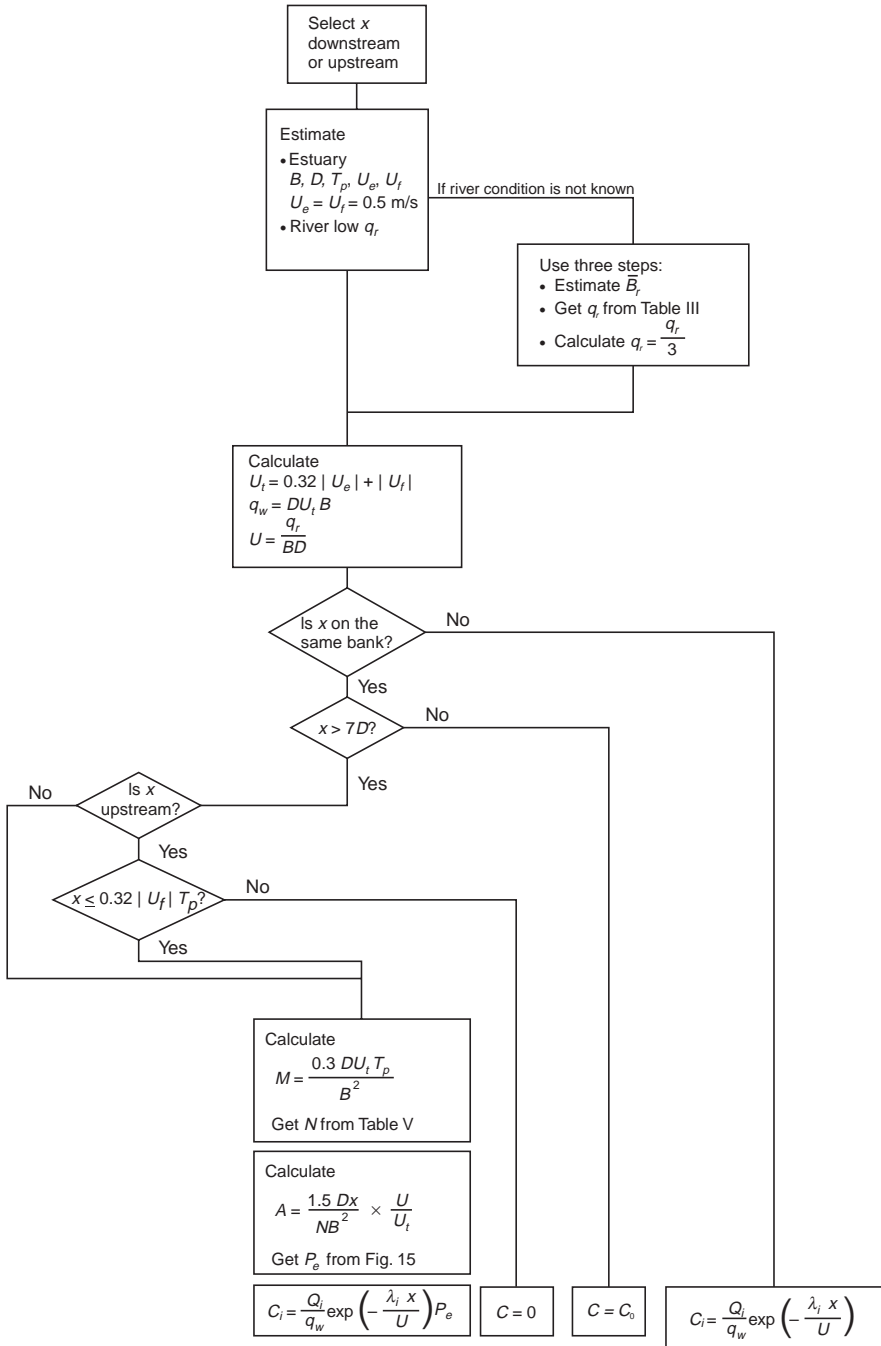 Select x
downstream
or upstream
Estimate
• Estuary
B, D, T_p, U_e, U_f
U_e = U_f = 0.5 m/s
• River low q_r
If river condition is not known
Use three steps:
• Estimate B̿_r
• Get q_r from Table III
• Calculate q_r = q_r / 3
Calculate
U_t = 0.32 | U_e | + | U_f |
q_w = DU_t B
U = q_r / BD
Is x on the
same bank?
No
Yes
x > 7D?
No
Yes
Is x
upstream?
No
Yes
x ≤ 0.32 | U_f | T_p?
No
Yes
Calculate
M = 0.3 DU_t T_p / B²
Get N from Table V
Calculate
A = 1.5 Dx / NB² × U / U_t
Get P_e from Fig. 15
C_i = Q_i / q_w exp (− λ_i x / U) P_e
C = 0
C = C_0
C_i = Q_i / q_w exp (− λ_i x / U)